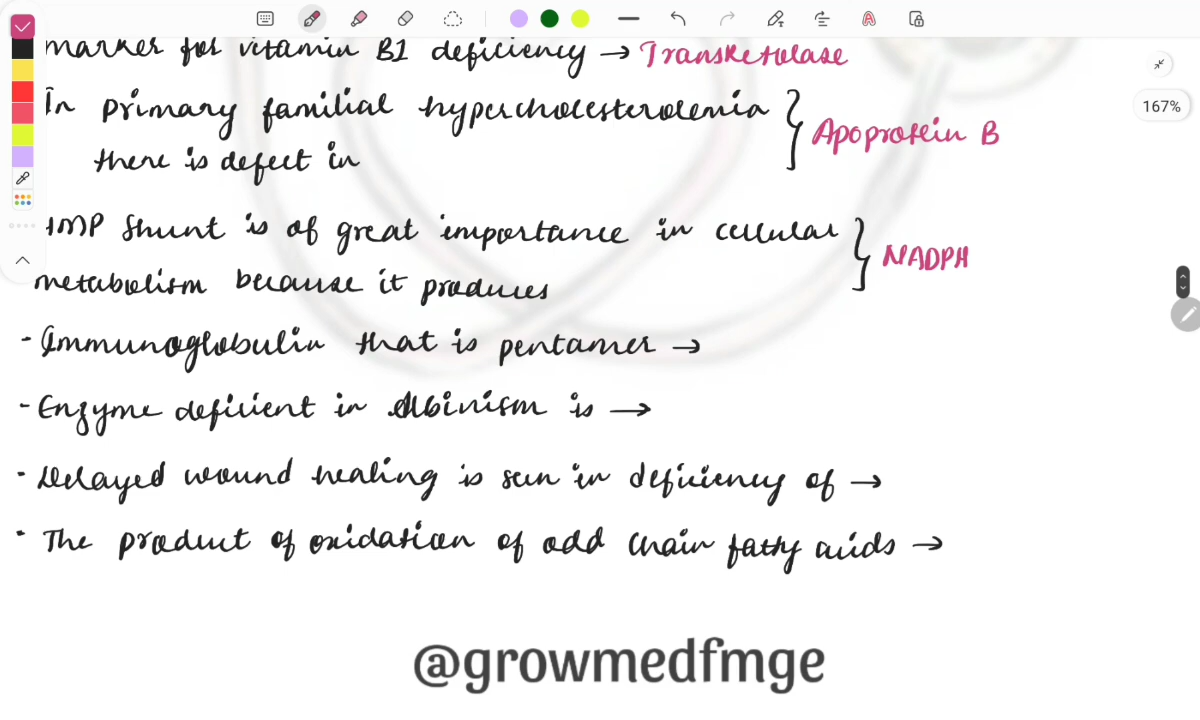 marker for vitamin B1 deficiency → Transketolase
In primary familial hypercholesterolemia } Apoprotein B
there is defect in
HMP Shunt is of great importance in cellular } NADPH
metabolism because it produces
- Immunoglobulin that is pentamer →
- Enzyme deficient in Albinism is →
- Delayed wound healing is seen in deficiency of →
- The product of oxidation of odd chain fatty acids →
167%
@growmedfmge